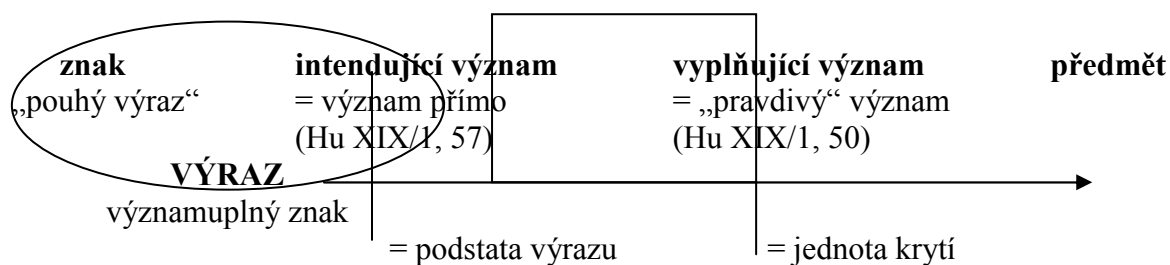 znak intendující význam vyplňující význam předmět
„pouhý výraz“ = význam přímo = „pravdivý“ význam
(Hu XIX/1, 57) (Hu XIX/1, 50)
VÝRAZ
významuplný znak
= podstata výrazu = jednota krytí